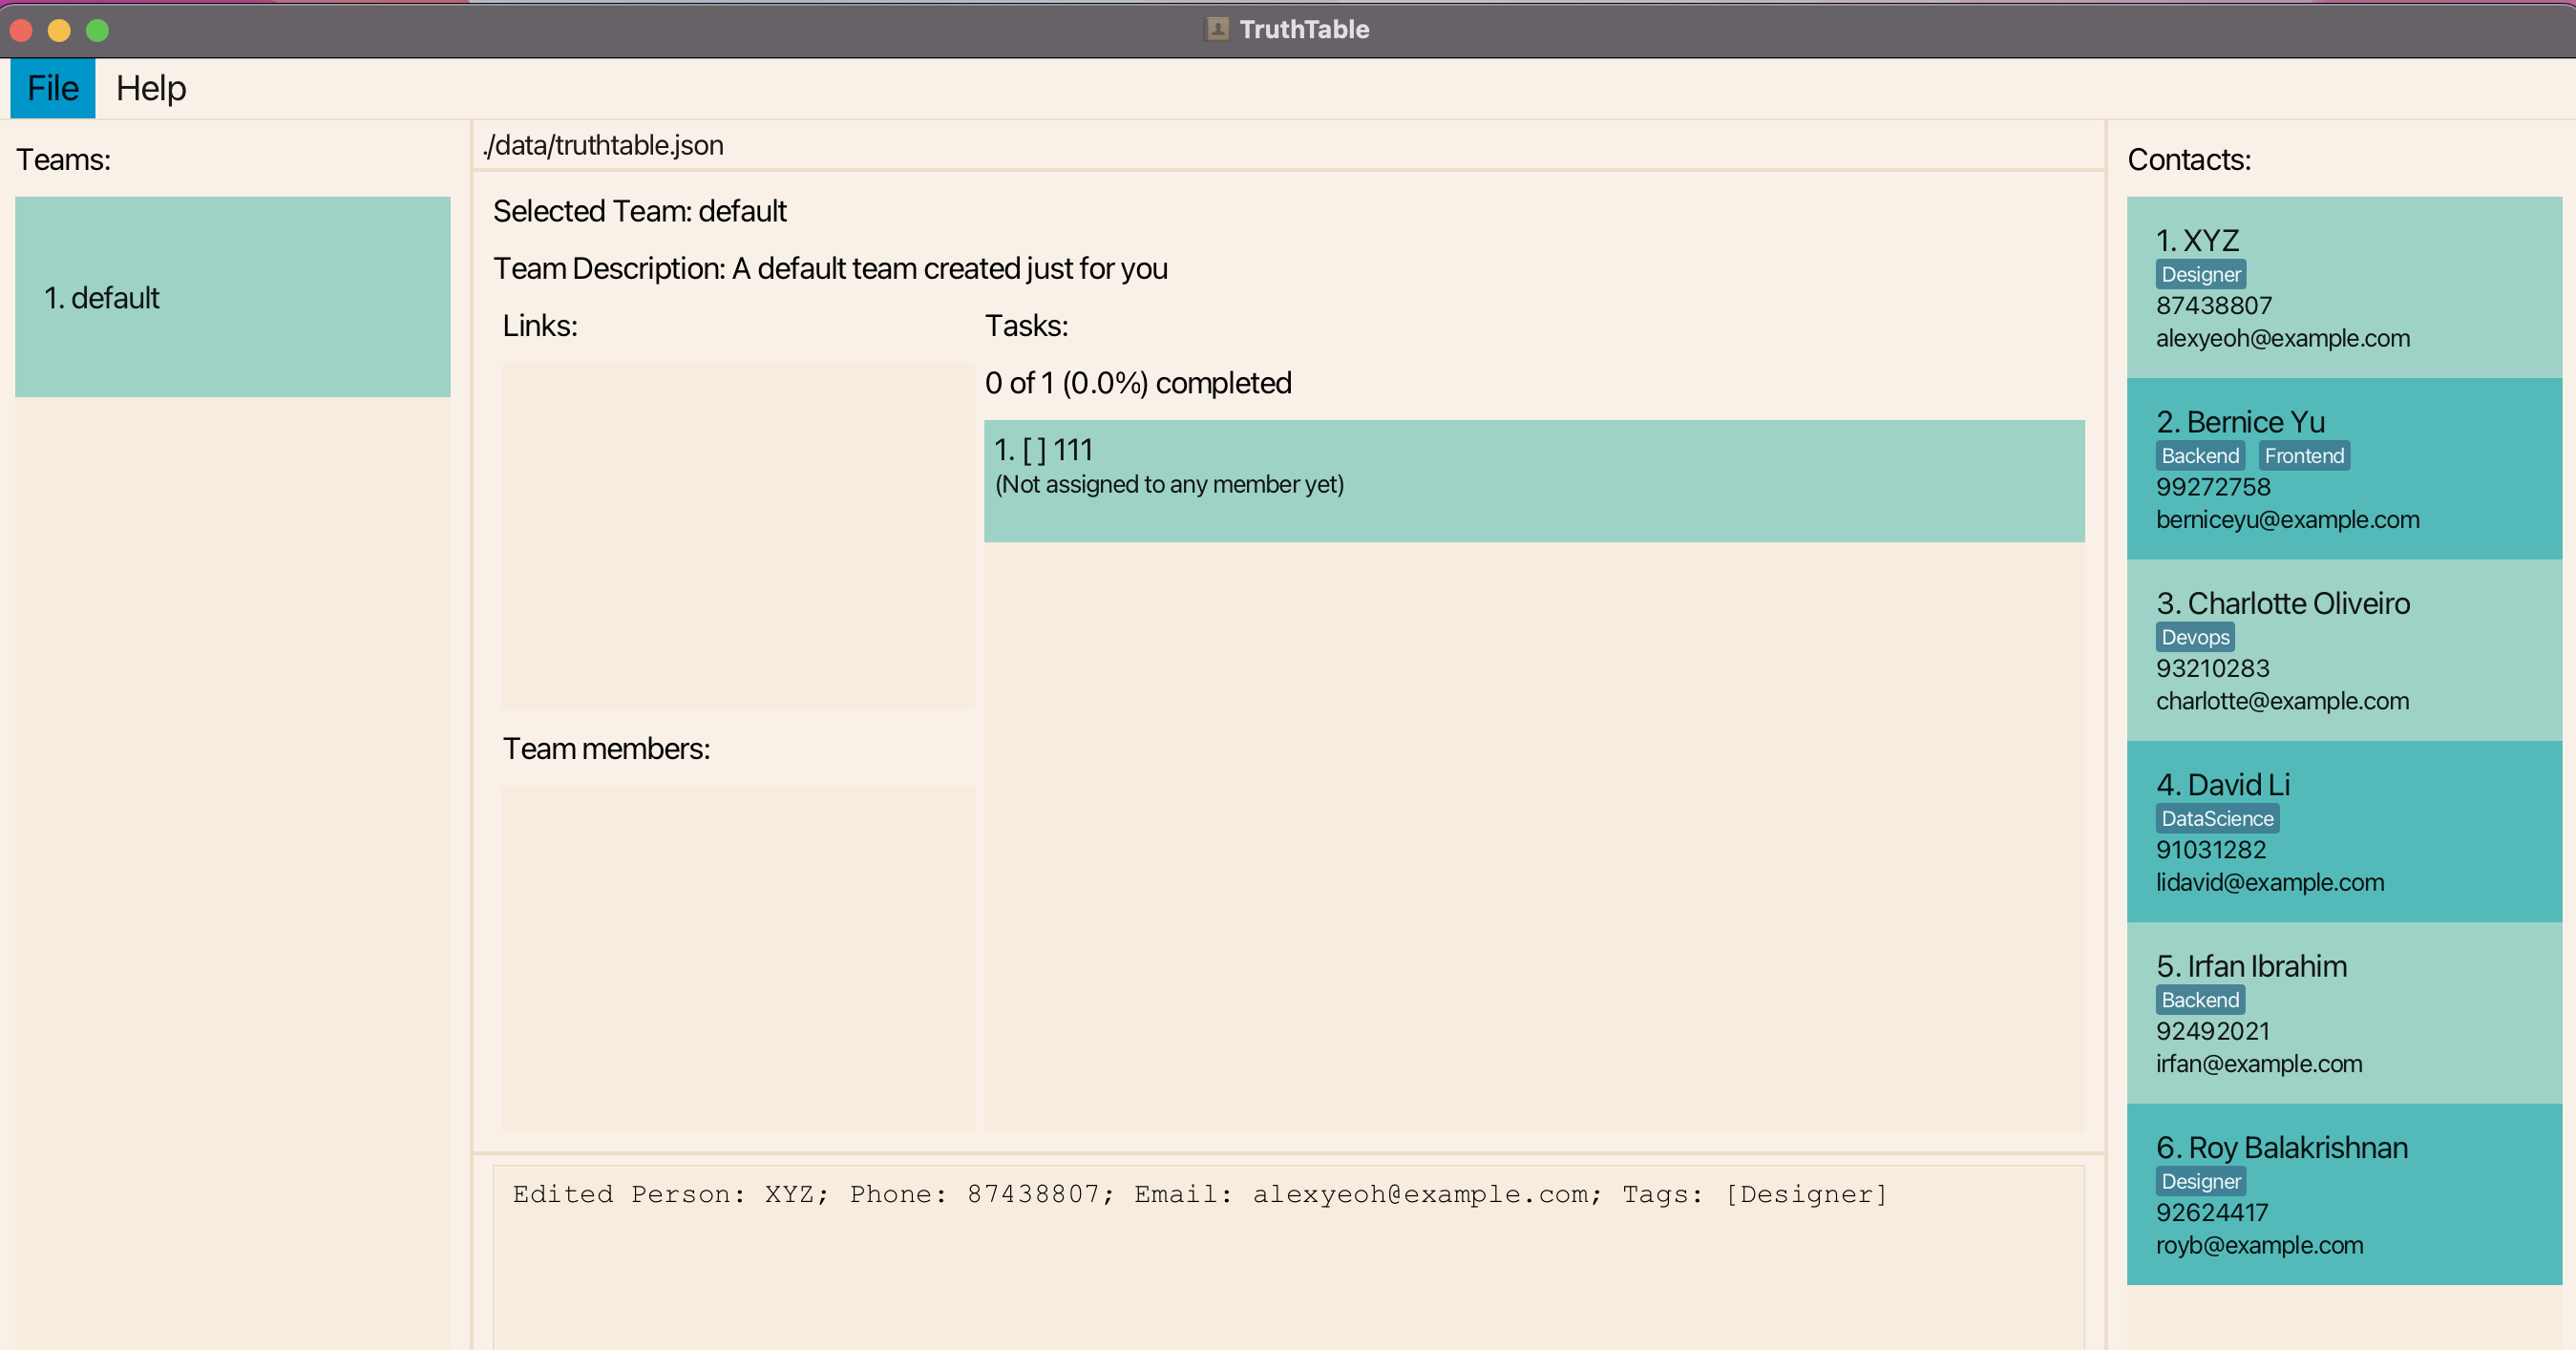 TruthTable
File Help
Teams:
1. default
./data/truthtable.json
Selected Team: default
Team Description: A default team created just for you
Links:
Team members:
Tasks:
0 of 1 (0.0%) completed
1. [ ] 111
(Not assigned to any member yet)
Edited Person: XYZ; Phone: 87438807; Email: alexyeoh@example.com; Tags: [Designer]
Contacts:
1. XYZ
Designer
87438807
alexyeoh@example.com
2. Bernice Yu
Backend Frontend
99272758
berniceyu@example.com
3. Charlotte Oliveiro
Devops
93210283
charlotte@example.com
4. David Li
DataScience
91031282
lidavid@example.com
5. Irfan Ibrahim
Backend
92492021
irfan@example.com
6. Roy Balakrishnan
Designer
92624417
royb@example.com